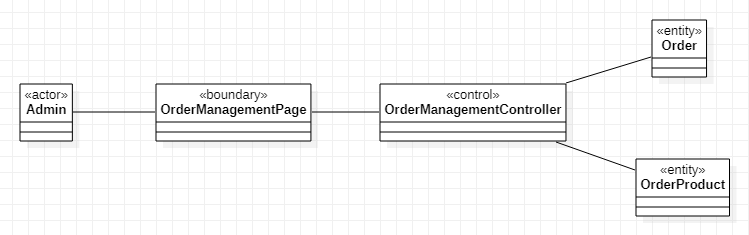 «actor»
Admin
«boundary»
OrderManagementPage
«control»
OrderManagementController
«entity»
Order
«entity»
OrderProduct